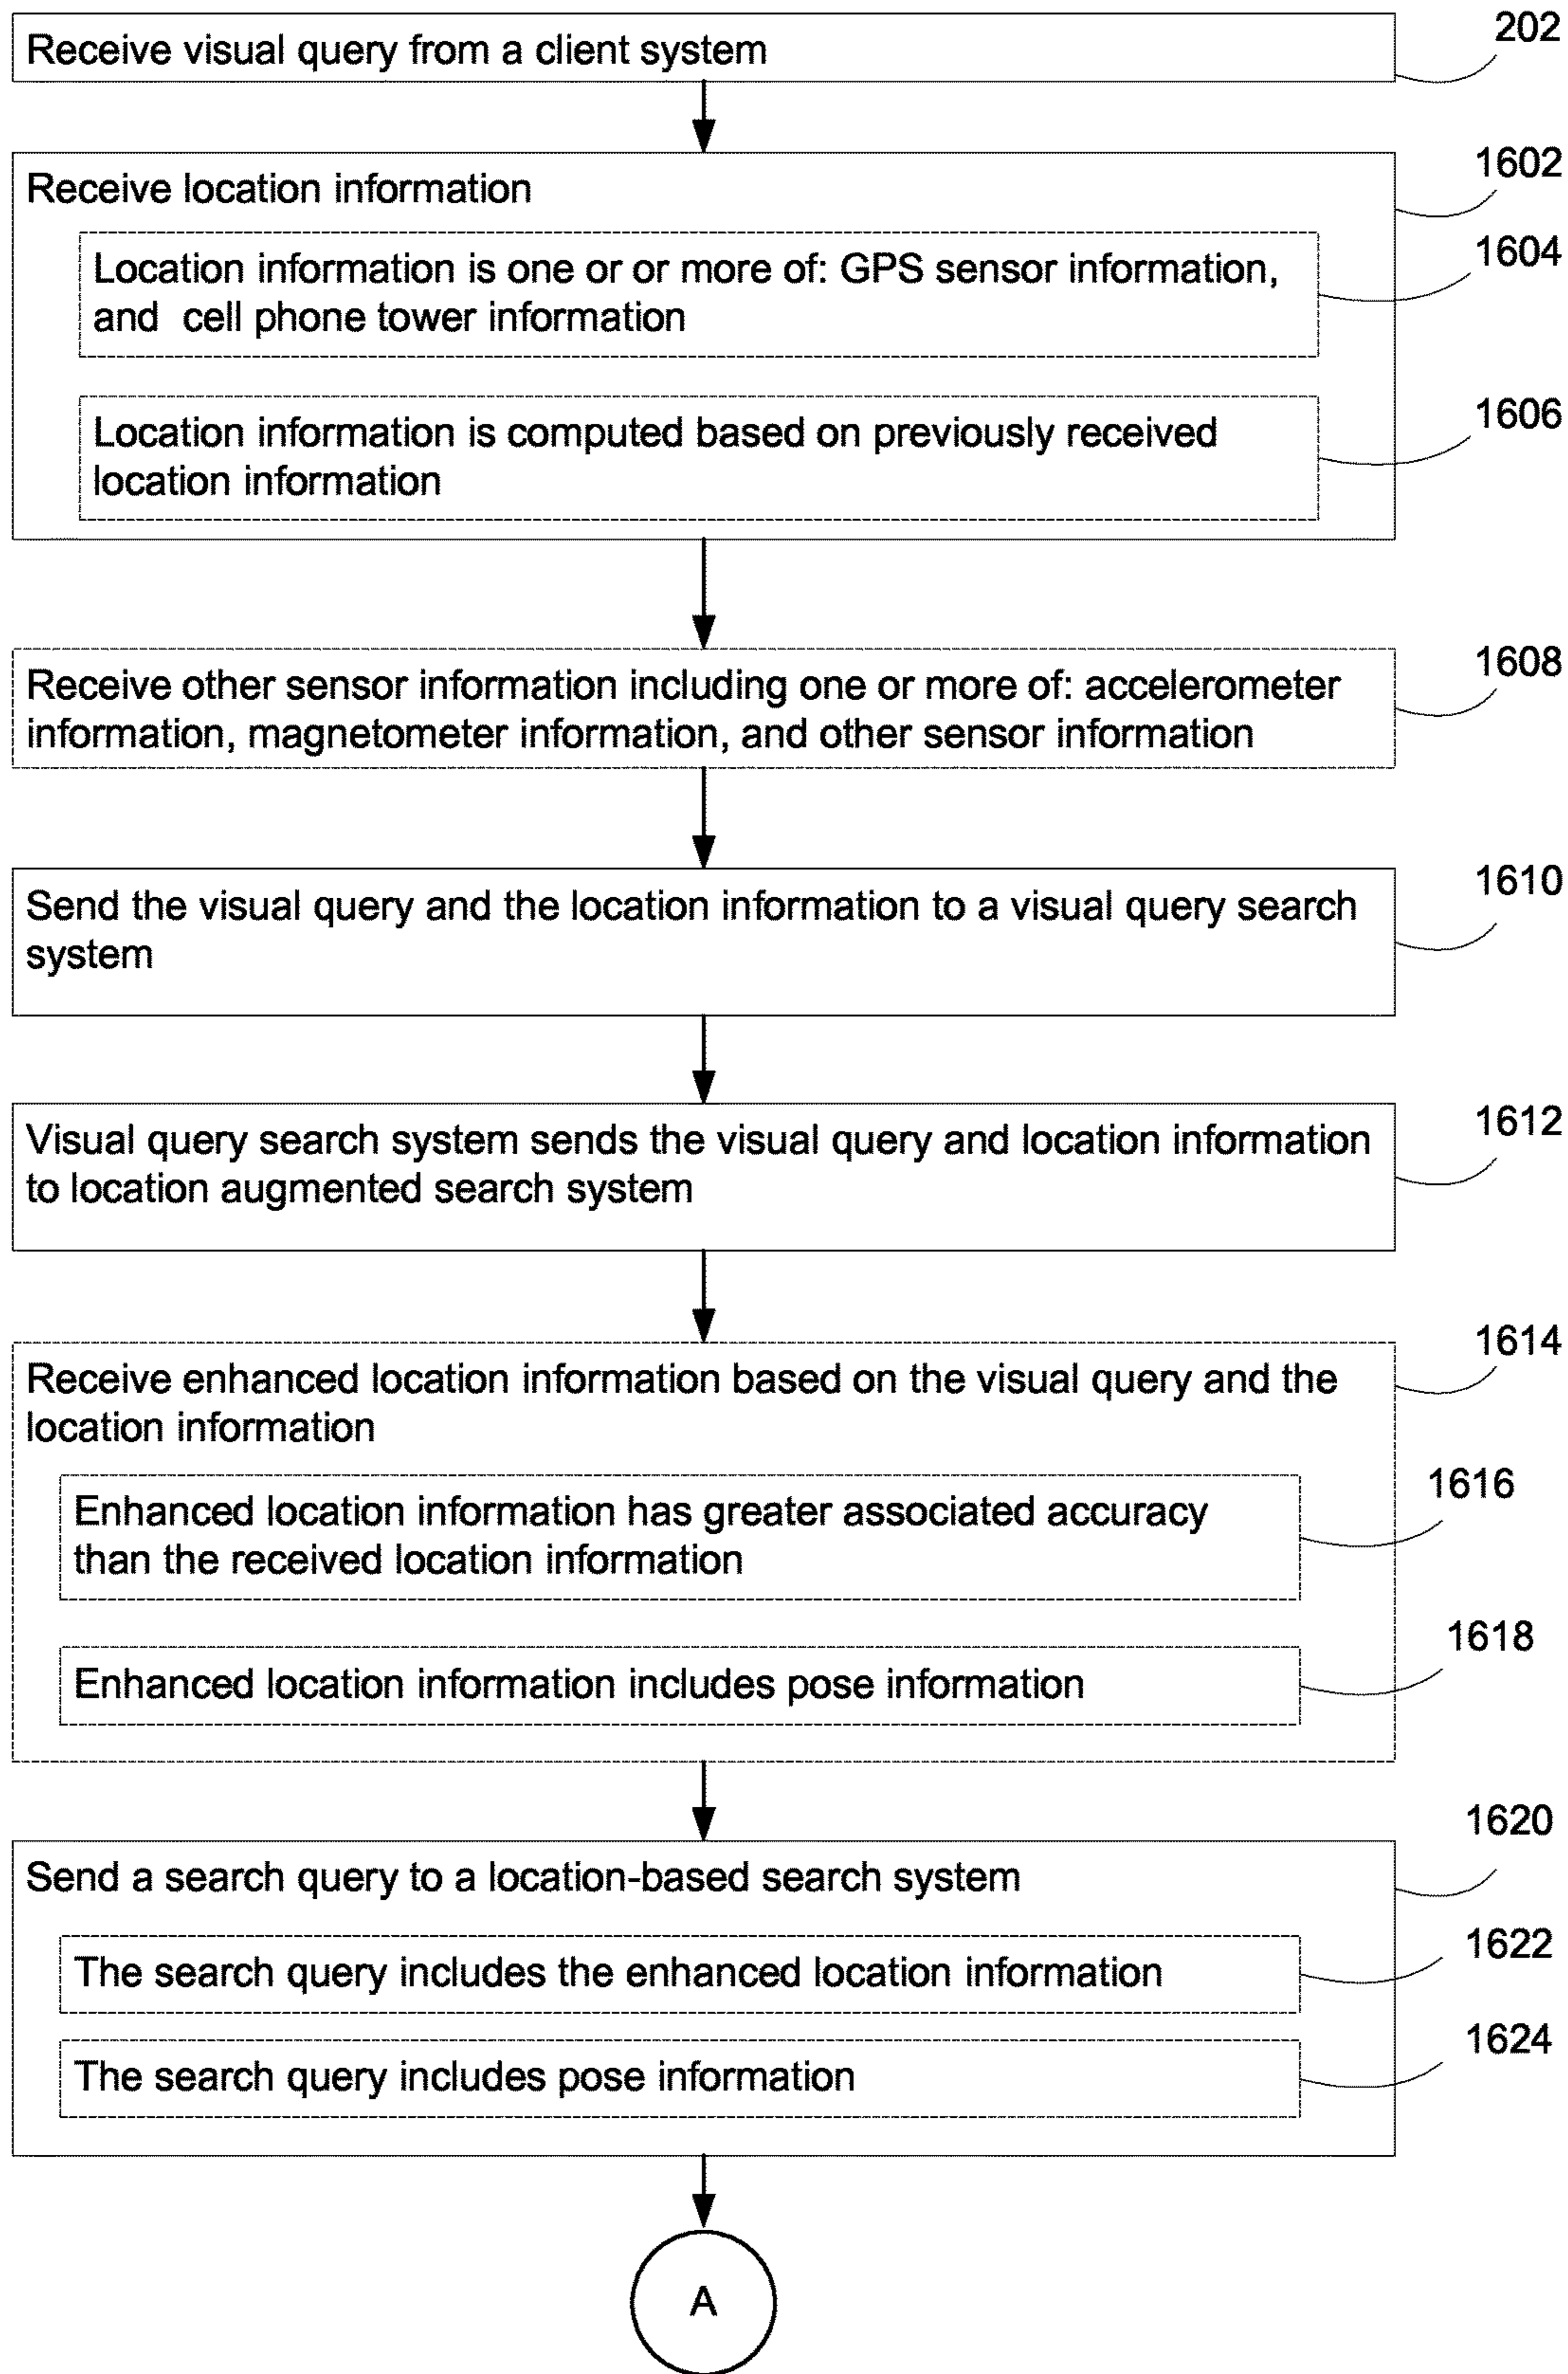 Receive visual query from a client system
202
Receive location information
1602
Location information is one or or more of: GPS sensor information,
and cell phone tower information
1604
Location information is computed based on previously received
location information
1606
Receive other sensor information including one or more of: accelerometer
information, magnetometer information, and other sensor information
1608
Send the visual query and the location information to a visual query search
system
1610
Visual query search system sends the visual query and location information
to location augmented search system
1612
Receive enhanced location information based on the visual query and the
location information
1614
Enhanced location information has greater associated accuracy
than the received location information
1616
Enhanced location information includes pose information
1618
Send a search query to a location-based search system
1620
The search query includes the enhanced location information
1622
The search query includes pose information
1624
A